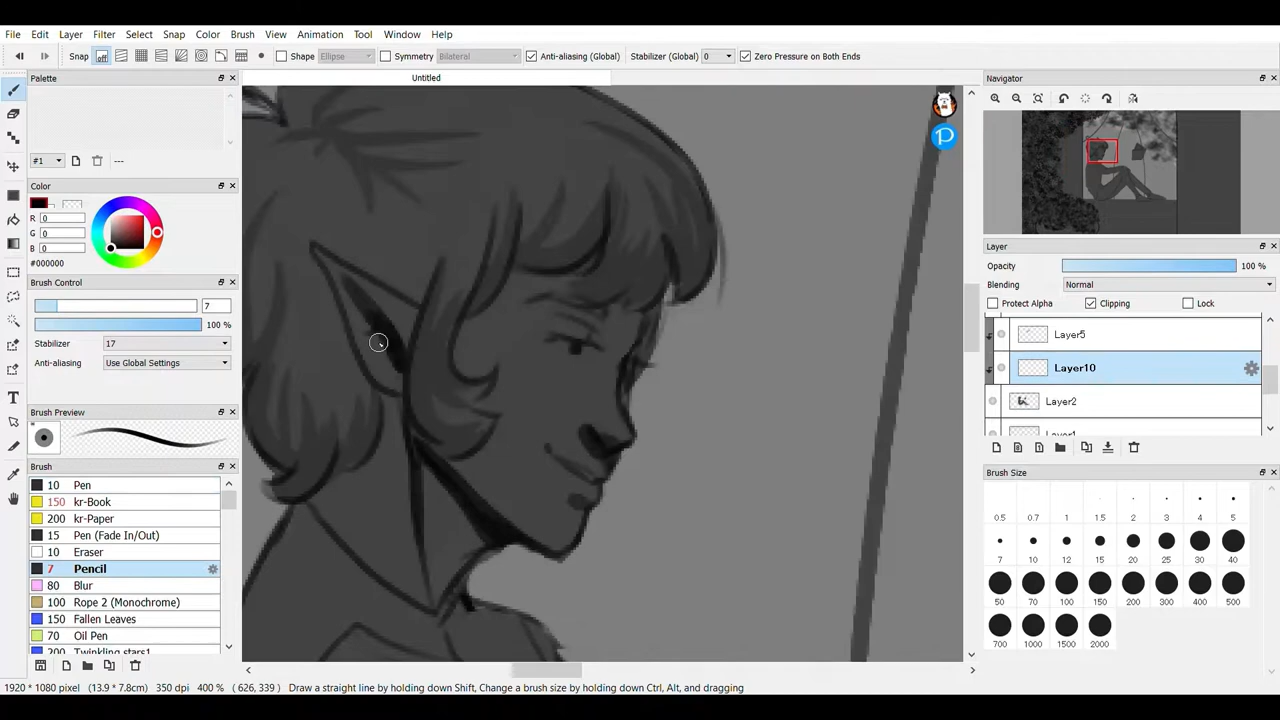 File Edit View Layer Filter Select Snap Color Brush View Animation Tool Window Help
Snap off Shape Ellipse Symmetry Bilateral Anti-aliasing (Global) Stabilizer (Global) 0 Zero Pressure on Both Ends
Palette
Untitled
Navigator
#1 ---
Color
R 0
G 0
B 0
#000000
Brush Control
7
100 %
Stabilizer 17
Anti-aliasing Use Global Settings
Brush Preview
Brush
10 Pen
150 kr-Book
200 kr-Paper
15 Pen (Fade In/Out)
10 Eraser
7 Pencil
80 Blur
100 Rope 2 (Monochrome)
150 Fallen Leaves
70 Oil Pen
200 Twinkling stars1
Layer
Opacity 100 %
Blending Normal
Protect Alpha Clipping Lock
Layer5
Layer10
Layer2
Layer1
Brush Size
0.5 0.7 1 1.5 2 3 4 5
7 10 12 15 20 25 30 40
50 70 100 150 200 300 400 500
700 1000 1500 2000
1920 * 1080 pixel (13.9 * 7.8cm) 350 dpi 400 % ( 626, 339 ) Draw a straight line by holding down Shift, Change a brush size by holding down Ctrl, Alt, and dragging